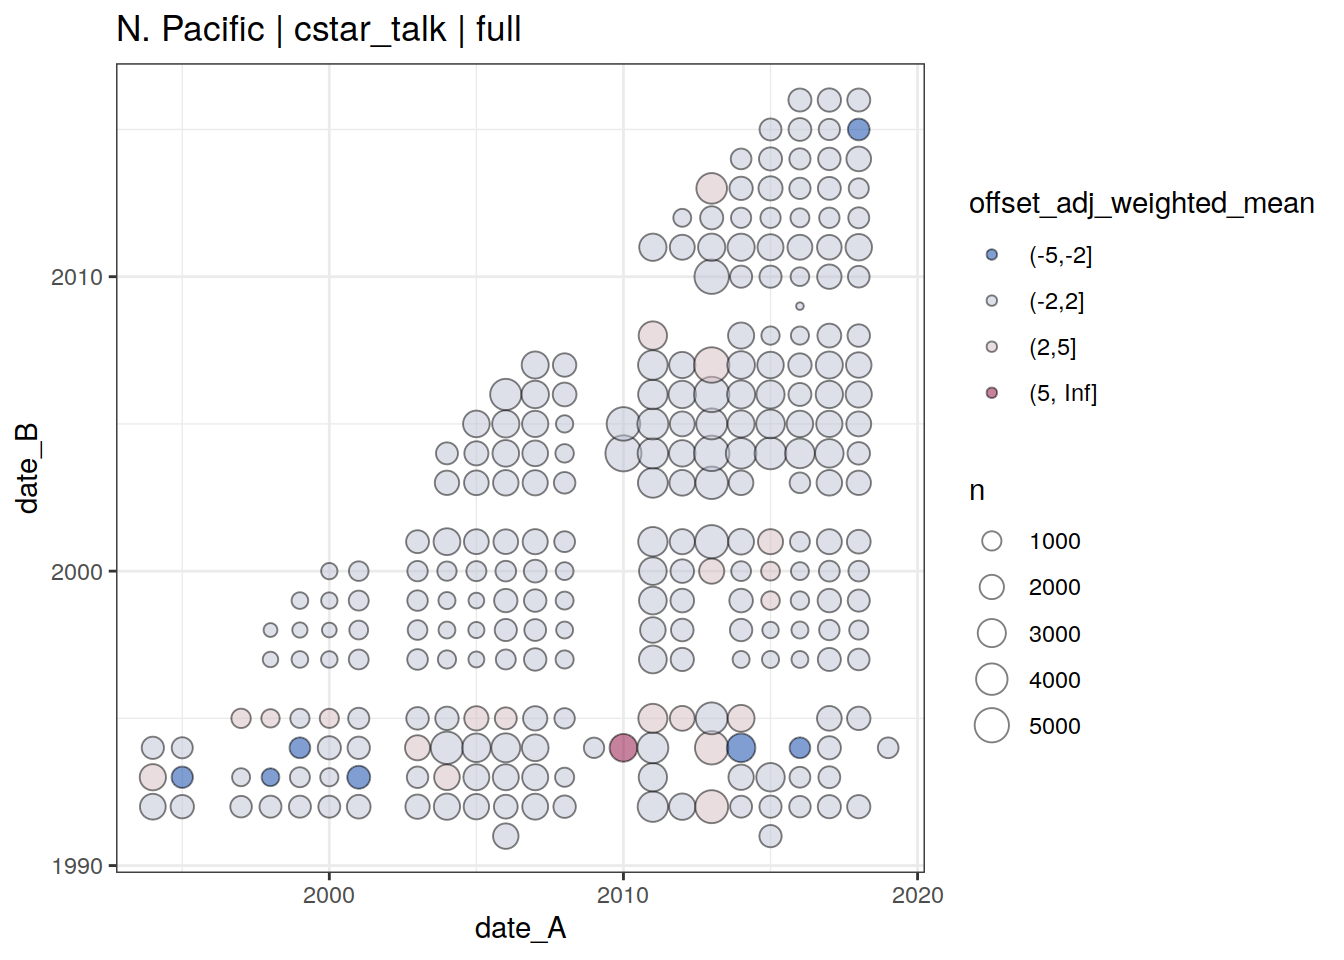 N. Pacific | cstar_talk | full
date_B
2010
2000
1990
2000
2010
2020
date_A
offset_adj_weighted_mean
(-5,-2]
(-2,2]
(2,5]
(5, Inf]
n
1000
2000
3000
4000
5000